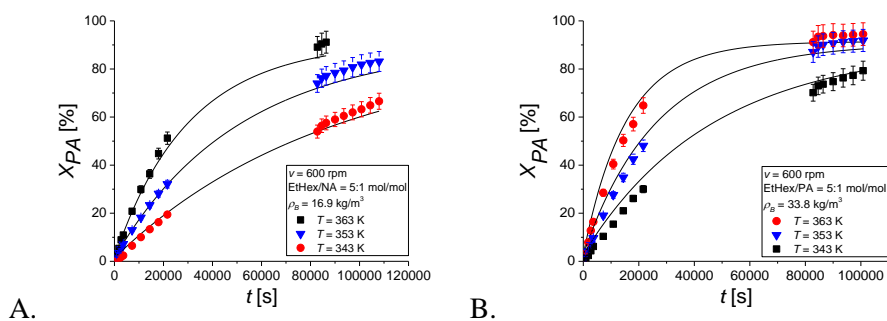 100
80
60
40
20
0
X_PA [%]
ν = 600 rpm
EtHex/NA = 5:1 mol/mol
ρ_B = 16.9 kg/m³
T = 363 K
T = 353 K
T = 343 K
0 20000 40000 60000 80000 100000 120000
t [s]
A.
100
80
60
40
20
0
X_PA [%]
ν = 600 rpm
EtHex/PA = 5:1 mol/mol
ρ_B = 33.8 kg/m³
T = 363 K
T = 353 K
T = 343 K
0 20000 40000 60000 80000 100000
t [s]
B.